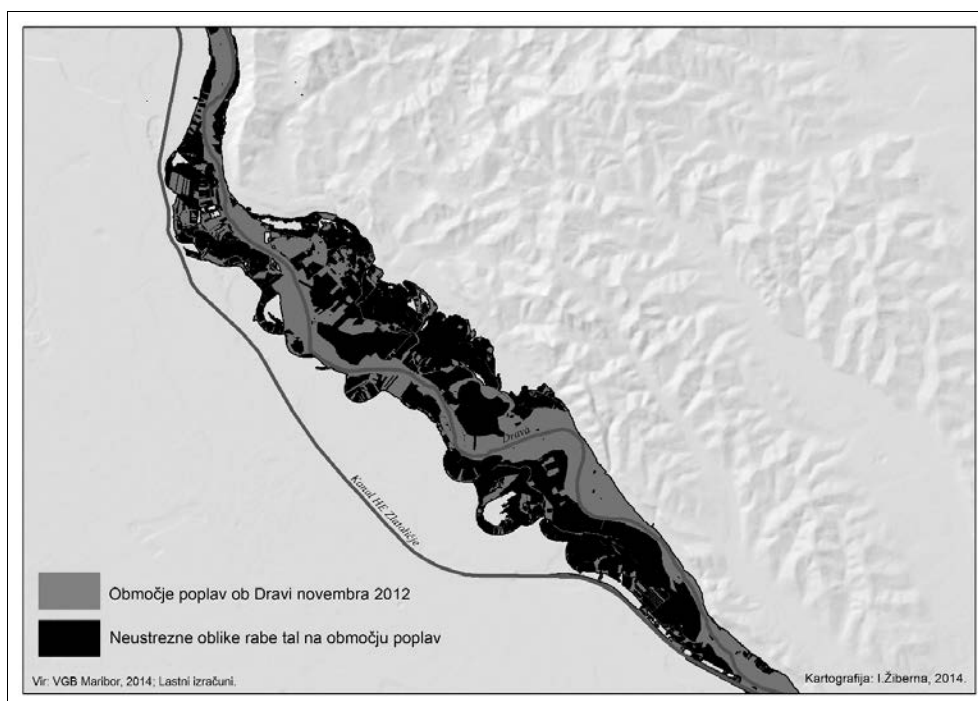 Drava
Kanal HE Zlatoličje
Območje poplav ob Dravi novembra 2012
Neustrezne oblike rabe tal na območju poplav
Vir: VGB Maribor, 2014; Lastni izračuni.
Kartografija: I.Žiberna, 2014.